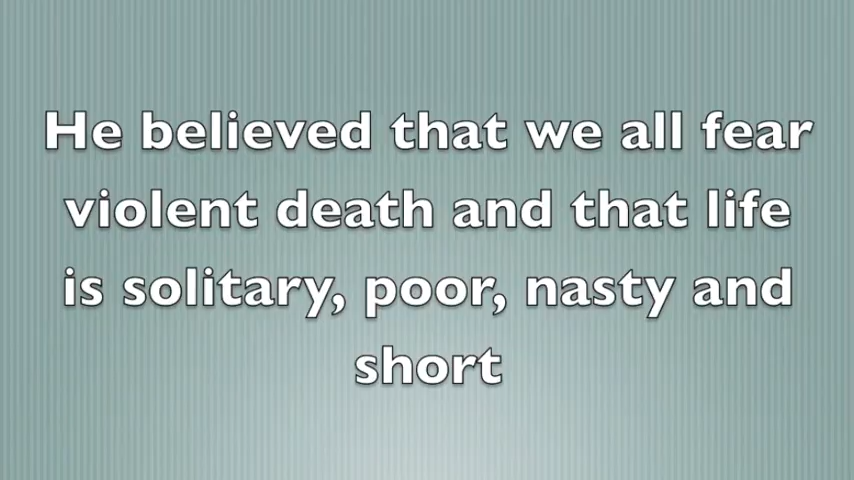 He believed that we all fear
violent death and that life
is solitary, poor, nasty and
short